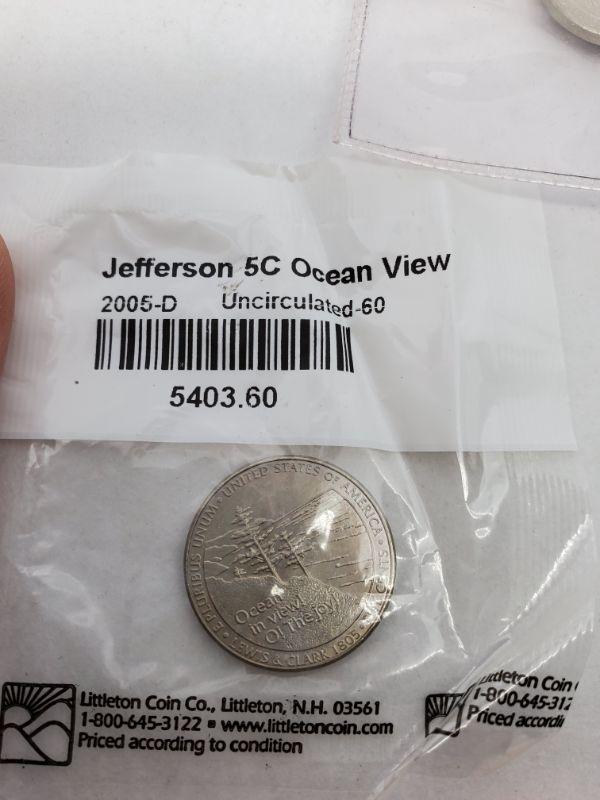 Jefferson 5C Ocean View
2005-D Uncirculated-60
5403.60
E PLURIBUS UNUM • UNITED STATES OF AMERICA •
Ocean
in view!
O! The joy!
LEWIS & CLARK 1805
Littleton Coin Co., Littleton, N.H. 03561
1-800-645-3122 ▪ www.littletoncoin.com
Priced according to condition
Littleton Coin
1-800-645-312
Priced accordin